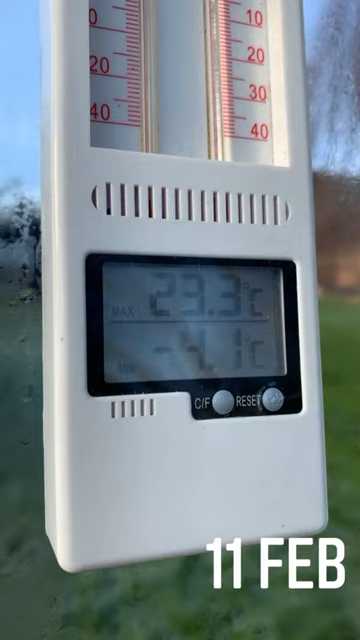 0 10
20 20
30
40 40
MAX 23.3°C
-4.1°C
C/F RESET
11 FEB